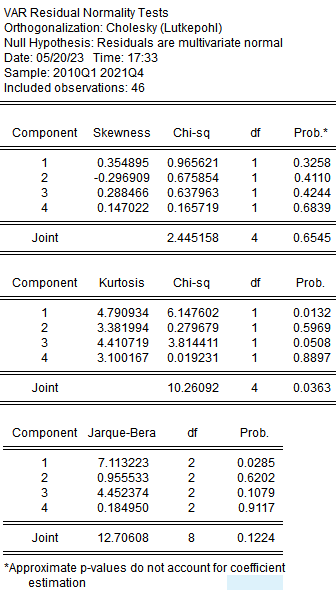 VAR Residual Normality Tests
Orthogonalization: Cholesky (Lutkepohl)
Null Hypothesis: Residuals are multivariate normal
Date: 05/20/23 Time: 17:33
Sample: 2010Q1 2021Q4
Included observations: 46
Component Skewness Chi-sq df Prob.*
1 0.354895 0.965621 1 0.3258
2 -0.296909 0.675854 1 0.4110
3 0.288466 0.637963 1 0.4244
4 0.147022 0.165719 1 0.6839
Joint 2.445158 4 0.6545
Component Kurtosis Chi-sq df Prob.
1 4.790934 6.147602 1 0.0132
2 3.381994 0.279679 1 0.5969
3 4.410719 3.814411 1 0.0508
4 3.100167 0.019231 1 0.8897
Joint 10.26092 4 0.0363
Component Jarque-Bera df Prob.
1 7.113223 2 0.0285
2 0.955533 2 0.6202
3 4.452374 2 0.1079
4 0.184950 2 0.9117
Joint 12.70608 8 0.1224
*Approximate p-values do not account for coefficient
estimation